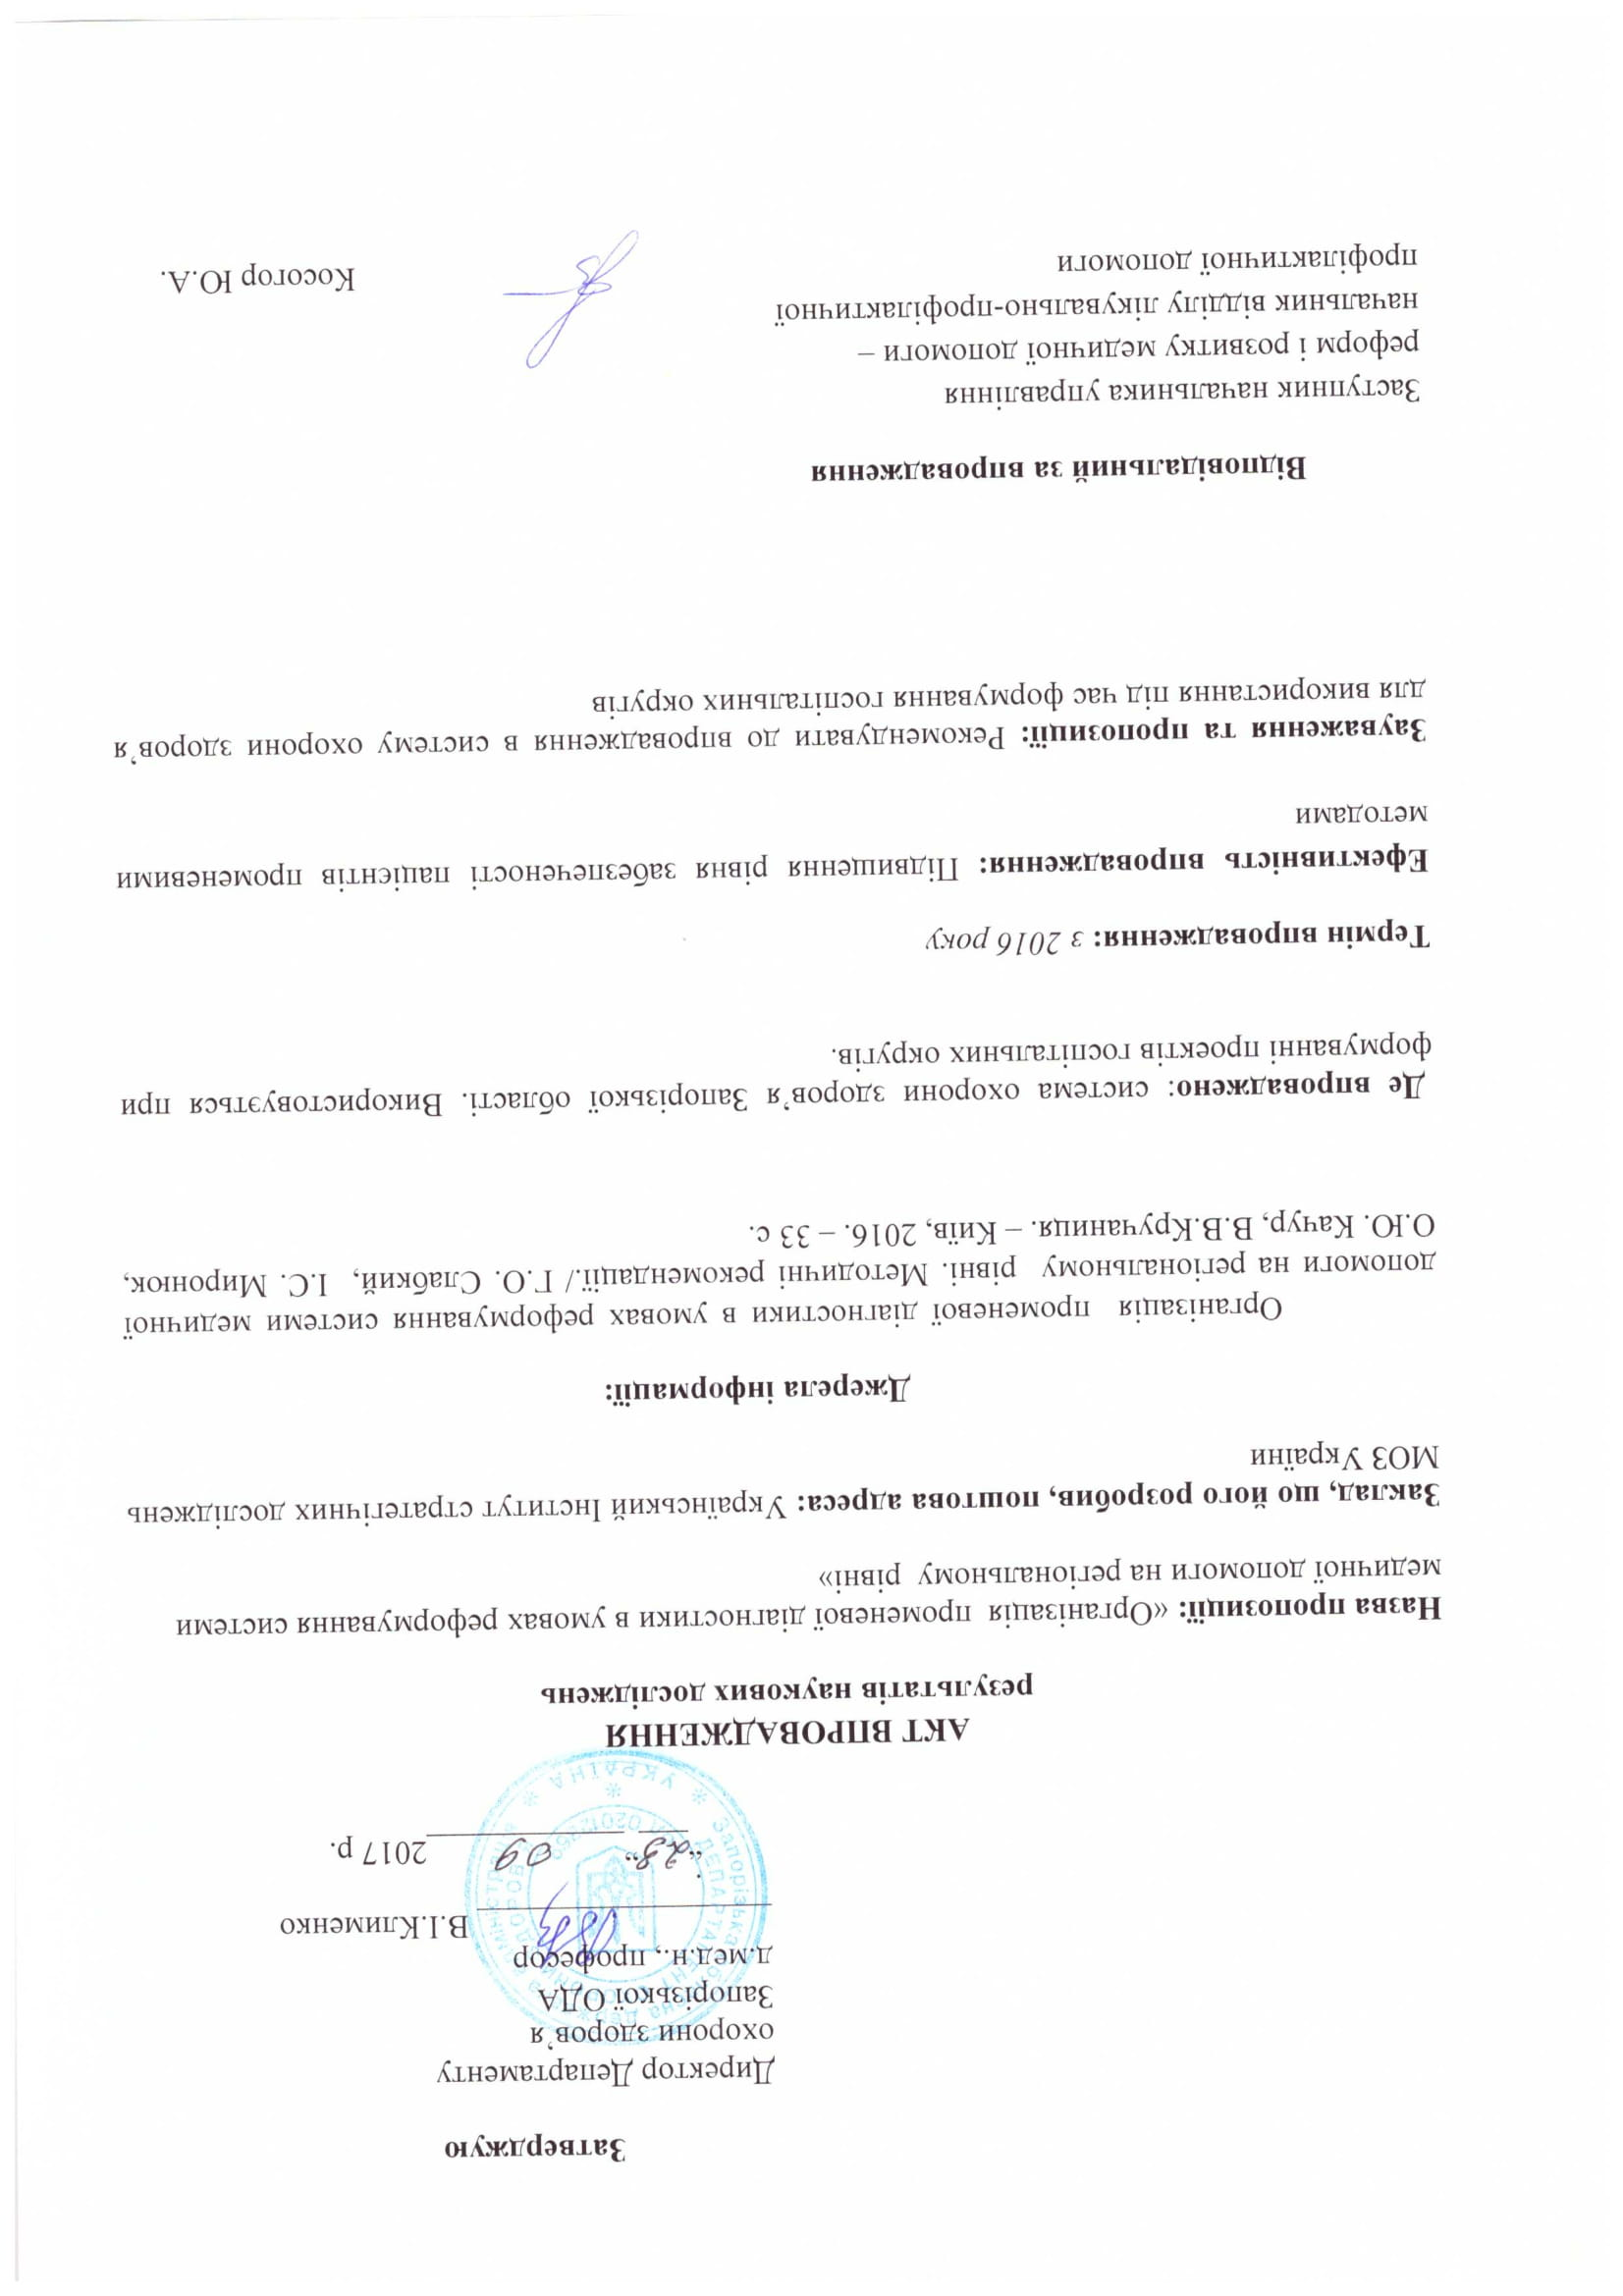 Затверджую
Директор Департаменту
охорони здоров’я
Запорізької ОДА
д.мед.н., професор
В.І.Клименко
“28” 09 2017 р.
УКРАЇНА
АКТ ВПРОВАДЖЕННЯ
результатів наукових досліджень
Назва пропозиції: «Організація променевої діагностики в умовах реформування системи
медичної допомоги на регіональному рівні»
Заклад, що його розробив, поштова адреса: Український Інститут стратегічних досліджень
МОЗ України
Джерела інформації:
Організація променевої діагностики в умовах реформування системи медичної
допомоги на регіональному рівні. Методичні рекомендації./ Г.О. Слабкий, І.С. Миронюк,
О.Ю. Качур, В.В.Кручаниця. – Київ, 2016. – 33 с.
Де впроваджено: система охорони здоров’я Запорізької області. Використовуэться при
формуванні проектів госпітальних округів.
Термін впровадження: з 2016 року
Ефективність впровадження: Підвищення рівня забезпеченості пацієнтів променевими
методами
Зауваження та пропозиції: Рекомендувати до впровадження в систему охорони здоров’я
для використання під час формування госпітальних округів
Відповідальний за впровадження
Заступник начальника управління
реформ і розвитку медичної допомоги –
начальник відділу лікувально-профілактичної
профілактичної допомоги
Косогор Ю.А.